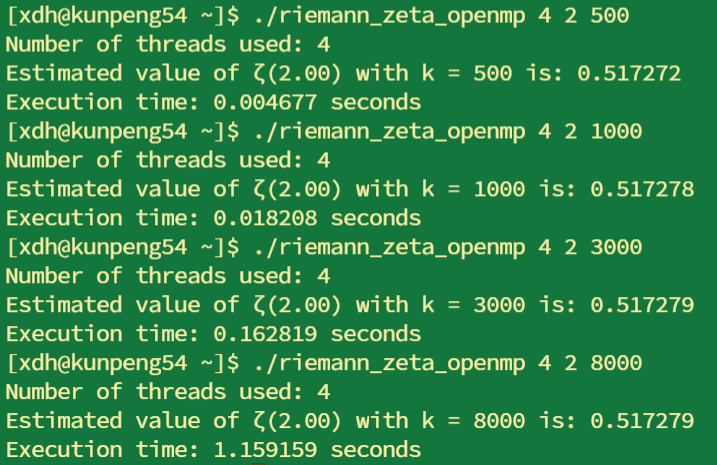 [xdh@kunpeng54 ~]$ ./riemann_zeta_openmp 4 2 500
Number of threads used: 4
Estimated value of ζ(2.00) with k = 500 is: 0.517272
Execution time: 0.004677 seconds
[xdh@kunpeng54 ~]$ ./riemann_zeta_openmp 4 2 1000
Number of threads used: 4
Estimated value of ζ(2.00) with k = 1000 is: 0.517278
Execution time: 0.018208 seconds
[xdh@kunpeng54 ~]$ ./riemann_zeta_openmp 4 2 3000
Number of threads used: 4
Estimated value of ζ(2.00) with k = 3000 is: 0.517279
Execution time: 0.162819 seconds
[xdh@kunpeng54 ~]$ ./riemann_zeta_openmp 4 2 8000
Number of threads used: 4
Estimated value of ζ(2.00) with k = 8000 is: 0.517279
Execution time: 1.159159 seconds